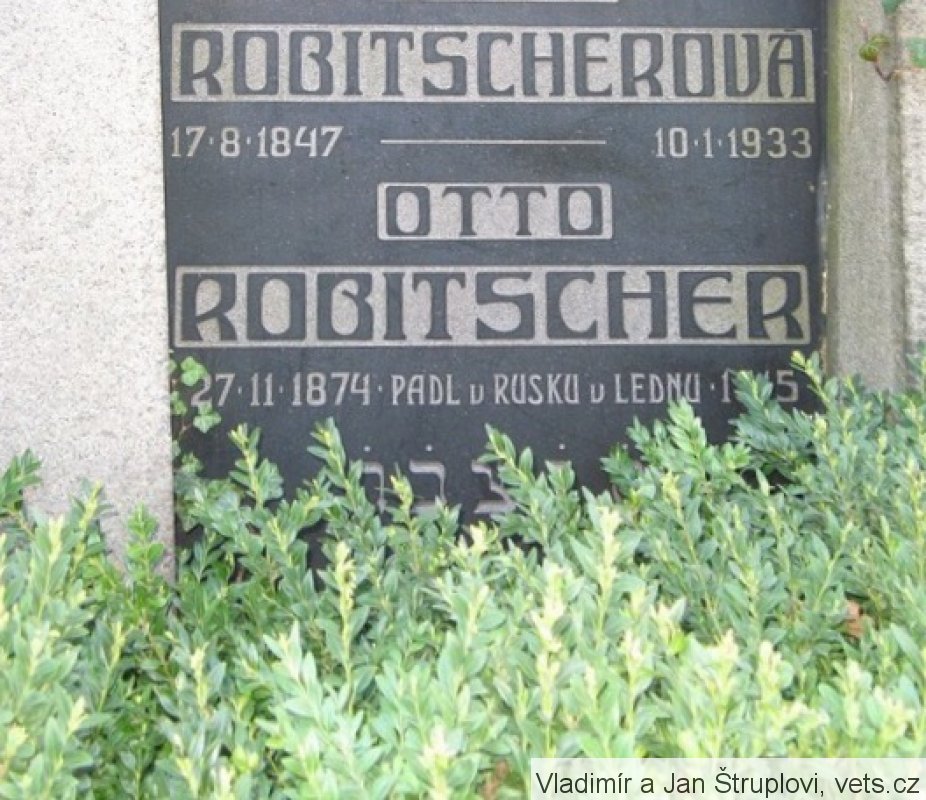 ROBITSCHEROVÁ
17·8·1847 — 10·1·1933
OTTO
ROBITSCHER
27·11·1874· PADL v RUSKU v LEDNU ·
Vladimír a Jan Štruplovi, vets.cz